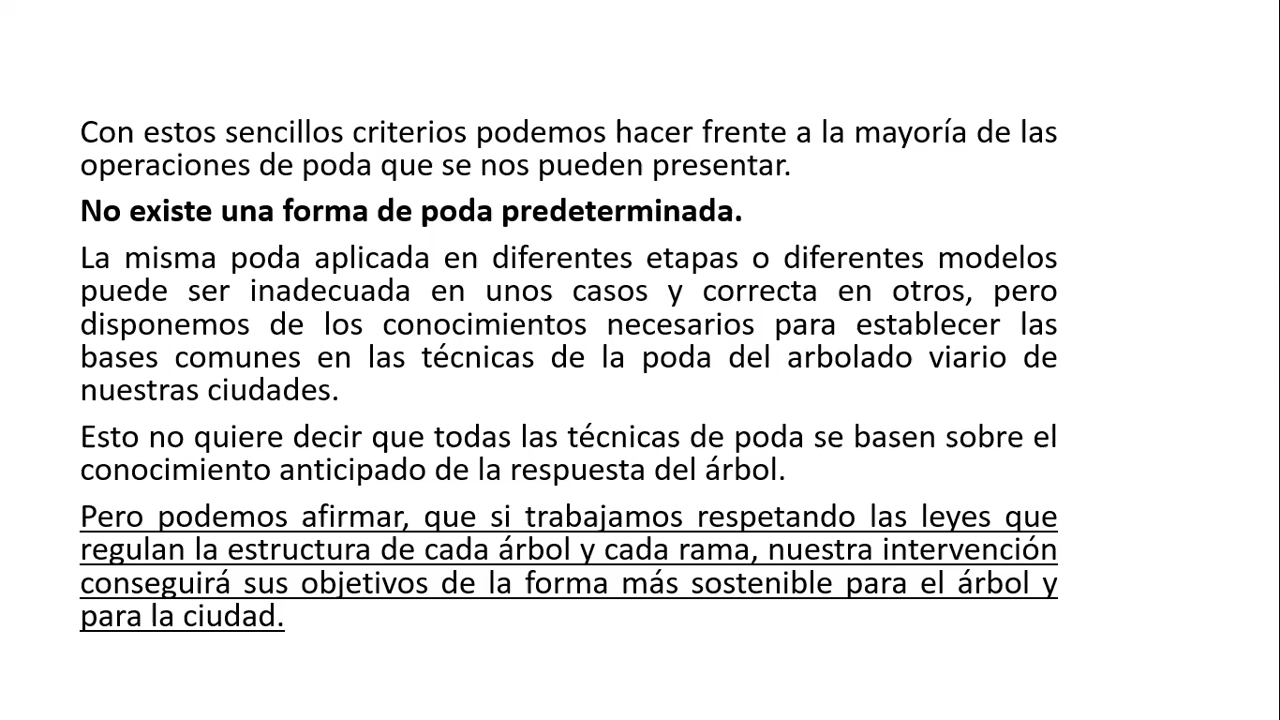 Con estos sencillos criterios podemos hacer frente a la mayoría de las
operaciones de poda que se nos pueden presentar.
No existe una forma de poda predeterminada.
La misma poda aplicada en diferentes etapas o diferentes modelos
puede ser inadecuada en unos casos y correcta en otros, pero
disponemos de los conocimientos necesarios para establecer las
bases comunes en las técnicas de la poda del arbolado viario de
nuestras ciudades.
Esto no quiere decir que todas las técnicas de poda se basen sobre el
conocimiento anticipado de la respuesta del árbol.
Pero podemos afirmar, que si trabajamos respetando las leyes que
regulan la estructura de cada árbol y cada rama, nuestra intervención
conseguirá sus objetivos de la forma más sostenible para el árbol y
para la ciudad.